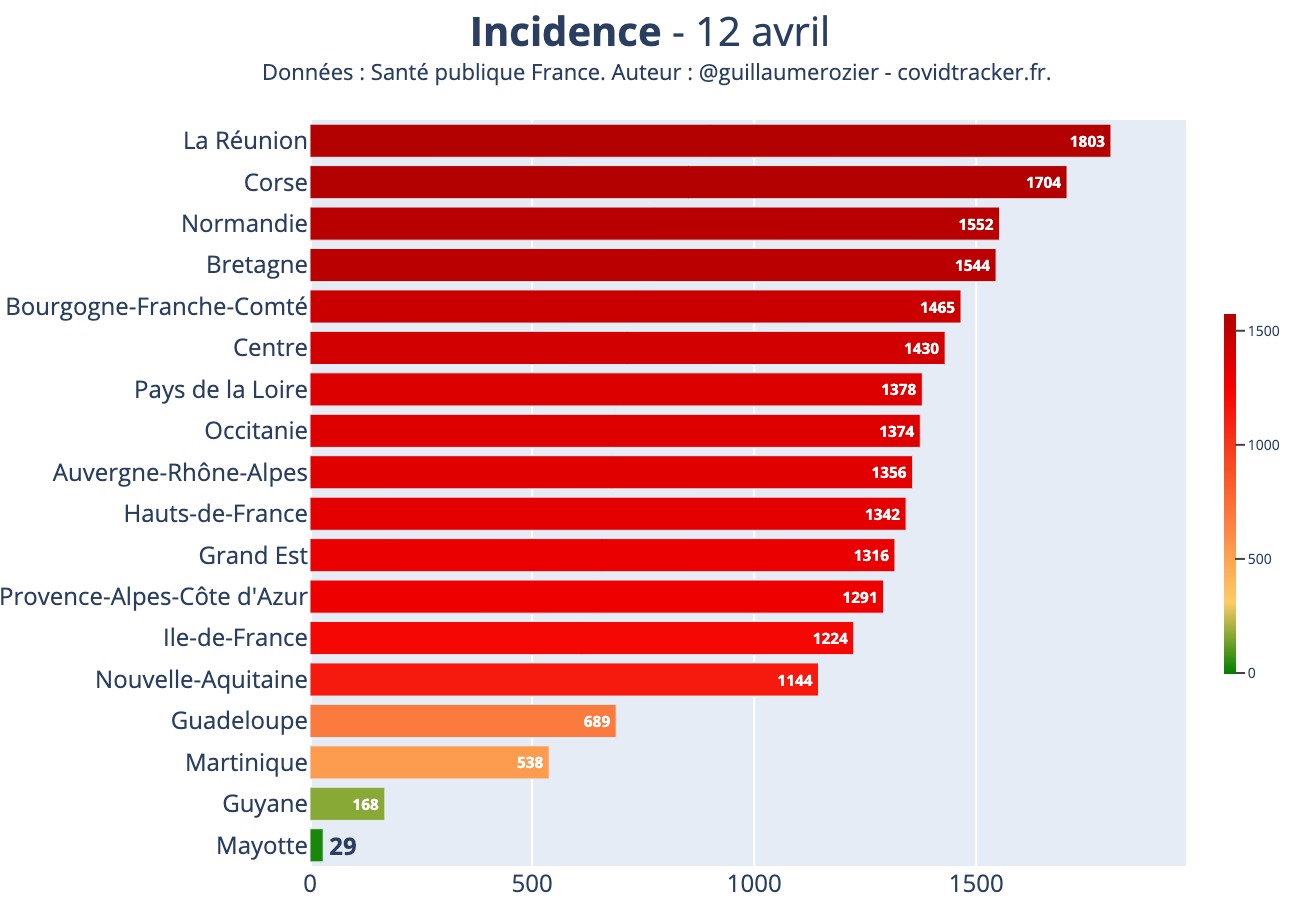 Incidence - 12 avril
Données : Santé publique France. Auteur : @guillaumerozier - covidtracker.fr.
La Réunion 1803
Corse 1704
Normandie 1552
Bretagne 1544
Bourgogne-Franche-Comté 1465
Centre 1430
Pays de la Loire 1378
Occitanie 1374
Auvergne-Rhône-Alpes 1356
Hauts-de-France 1342
Grand Est 1316
Provence-Alpes-Côte d'Azur 1291
Ile-de-France 1224
Nouvelle-Aquitaine 1144
Guadeloupe 689
Martinique 538
Guyane 168
Mayotte 29
0 500 1000 1500
1500
1000
500
0